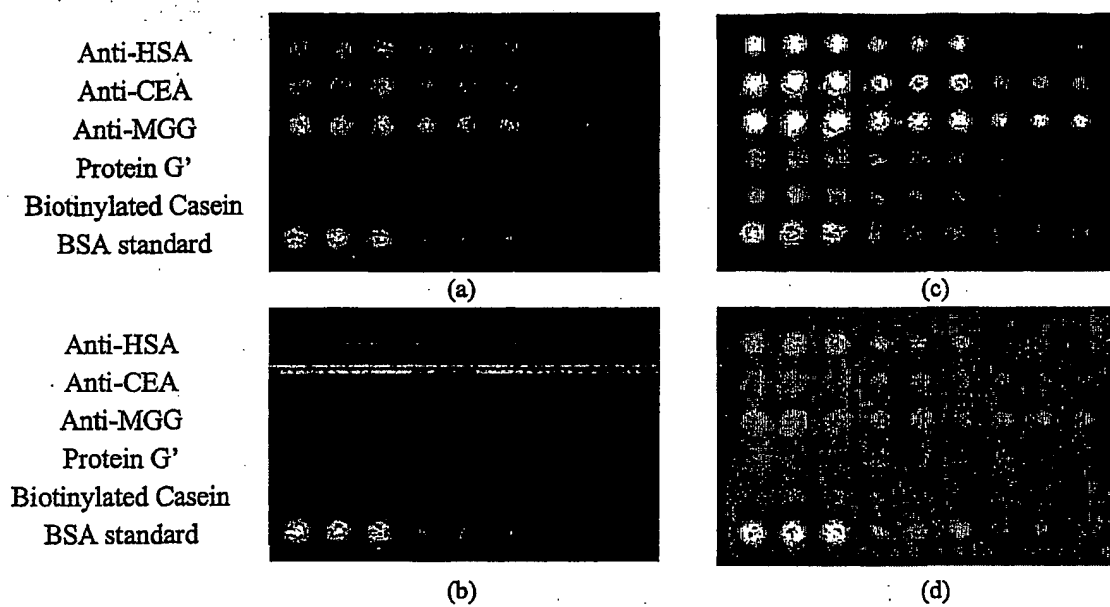 Anti-HSA
Anti-CEA
Anti-MGG
Protein G'
Biotinylated Casein
BSA standard
(a)
(c)
Anti-HSA
Anti-CEA
Anti-MGG
Protein G'
Biotinylated Casein
BSA standard
(b)
(d)